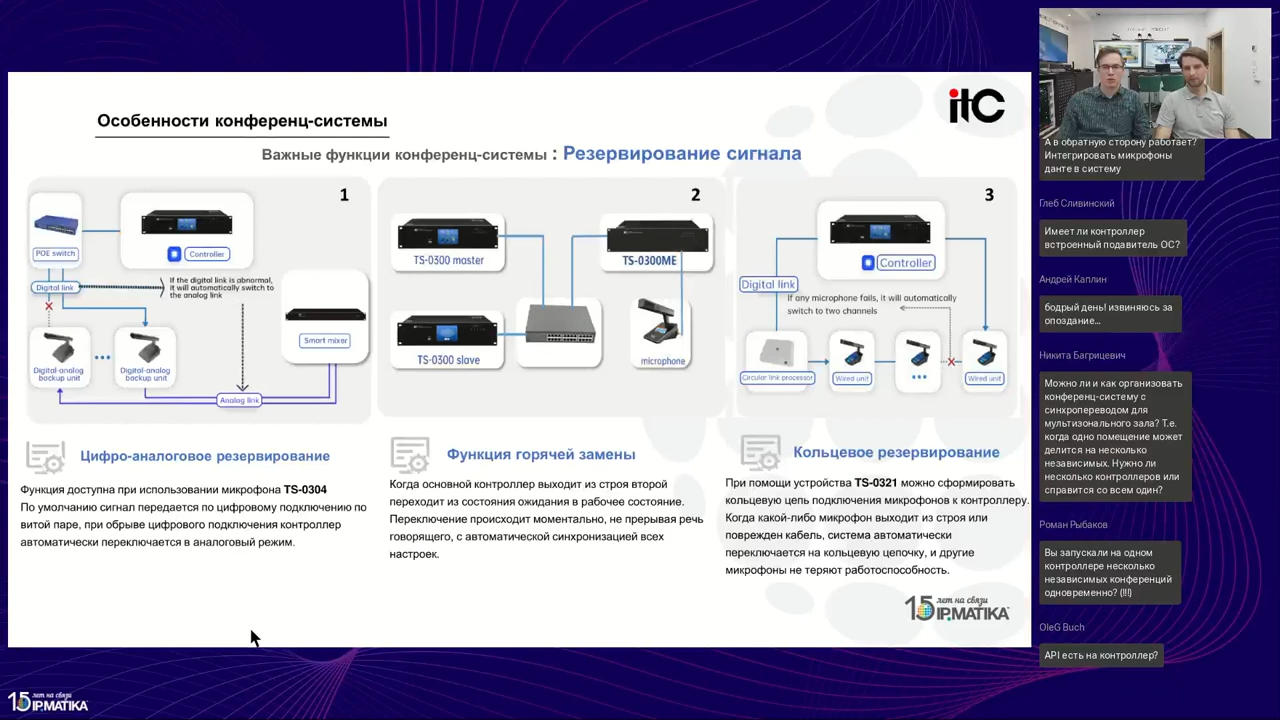 Особенности конференц-системы
itC
Важные функции конференц-системы : Резервирование сигнала
1
POE switch
Controller
Digital link
If the digital link is abnormal,
it will automatically switch to
the analog link
Smart mixer
Digital-analog
backup unit
Digital-analog
backup unit
Analog link
2
TS-0300 master
TS-0300ME
TS-0300 slave
microphone
3
Controller
Digital link
If any microphone fails, it will automatically
switch to two channels
Circular link processor
Wired unit
Wired unit
Цифро-аналоговое резервирование
Функция доступна при использовании микрофона TS-0304
По умолчанию сигнал передается по цифровому подключению по
витой паре, при обрыве цифрового подключения контроллер
автоматически переключается в аналоговый режим.
Функция горячей замены
Когда основной контроллер выходит из строя второй
переходит из состояния ожидания в рабочее состояние.
Переключение происходит моментально, не прерывая речь
говорящего, с автоматической синхронизацией всех
настроек.
Кольцевое резервирование
При помощи устройства TS-0321 можно сформировать
кольцевую цепь подключения микрофонов к контроллеру.
Когда какой-либо микрофон выходит из строя или
поврежден кабель, система автоматически
переключается на кольцевую цепочку, и другие
микрофоны не теряют работоспособность.
15 лет на связи
IP.MATIKA
15 лет на связи
IP.MATIKA
А в обратную сторону работает?
Интегрировать микрофоны
данте в систему
Глеб Сливинский
Имеет ли контроллер
встроенный подавитель ОС?
Андрей Каплин
бодрый день! извиняюсь за
опоздание...
Никита Багрицевич
Можно ли и как организовать
конференц-систему с
синхропереводом для
мультизонального зала? Т.е.
когда одно помещение может
делится на несколько
независимых. Нужно ли
несколько контроллеров или
справится со всем один?
Роман Рыбаков
Вы запускали на одном
контроллере несколько
независимых конференций
одновременно? (!!!)
OleG Buch
API есть на контроллер?